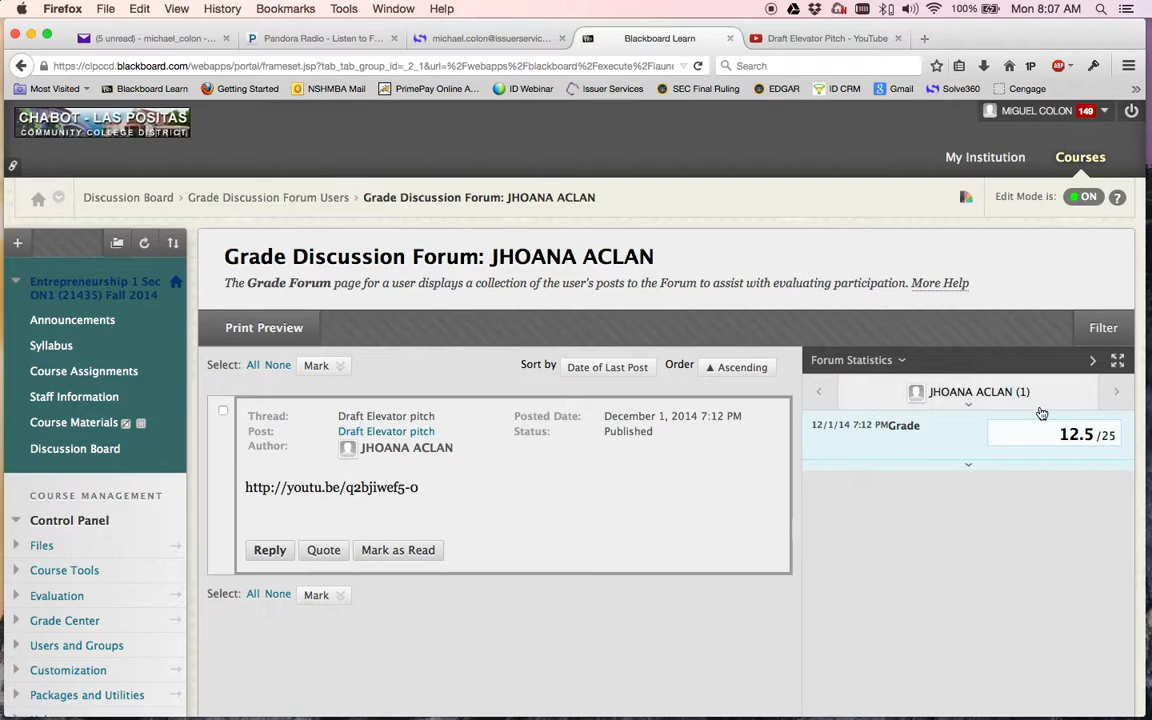 Firefox File Edit View History Bookmarks Tools Window Help 100% Mon 8:07 AM
(5 unread) - michael_colon -... Pandora Radio - Listen to F... michael.colon@issuerservic... Blackboard Learn Draft Elevator Pitch - YouTube
https://clpccd.blackboard.com/webapps/portal/frameset.jsp?tab_tab_group_id=_2_1&url=%2Fwebapps%2Fblackboard%2Fexecute%2Flaun Search
Most Visited Blackboard Learn Getting Started NSHMBA Mail PrimePay Online A... ID Webinar Issuer Services SEC Final Ruling EDGAR ID CRM Gmail Solve360 Cengage
CHABOT - LAS POSITAS
COMMUNITY COLLEGE DISTRICT
MIGUEL COLON 149
My Institution Courses
Discussion Board > Grade Discussion Forum Users > Grade Discussion Forum: JHOANA ACLAN Edit Mode is: ON ?
Entrepreneurship 1 Sec
ON1 (21435) Fall 2014
Announcements
Syllabus
Course Assignments
Staff Information
Course Materials
Discussion Board
COURSE MANAGEMENT
Control Panel
Files
Course Tools
Evaluation
Grade Center
Users and Groups
Customization
Packages and Utilities
Grade Discussion Forum: JHOANA ACLAN
The Grade Forum page for a user displays a collection of the user's posts to the Forum to assist with evaluating participation. More Help
Print Preview Filter
Select: All None Mark Sort by Date of Last Post Order Ascending
Thread: Draft Elevator pitch Posted Date: December 1, 2014 7:12 PM
Post: Draft Elevator pitch Status: Published
Author: JHOANA ACLAN
http://youtu.be/q2bjiwef5-0
Reply Quote Mark as Read
Select: All None Mark
Forum Statistics
JHOANA ACLAN (1)
12/1/14 7:12 PM Grade 12.5 /25